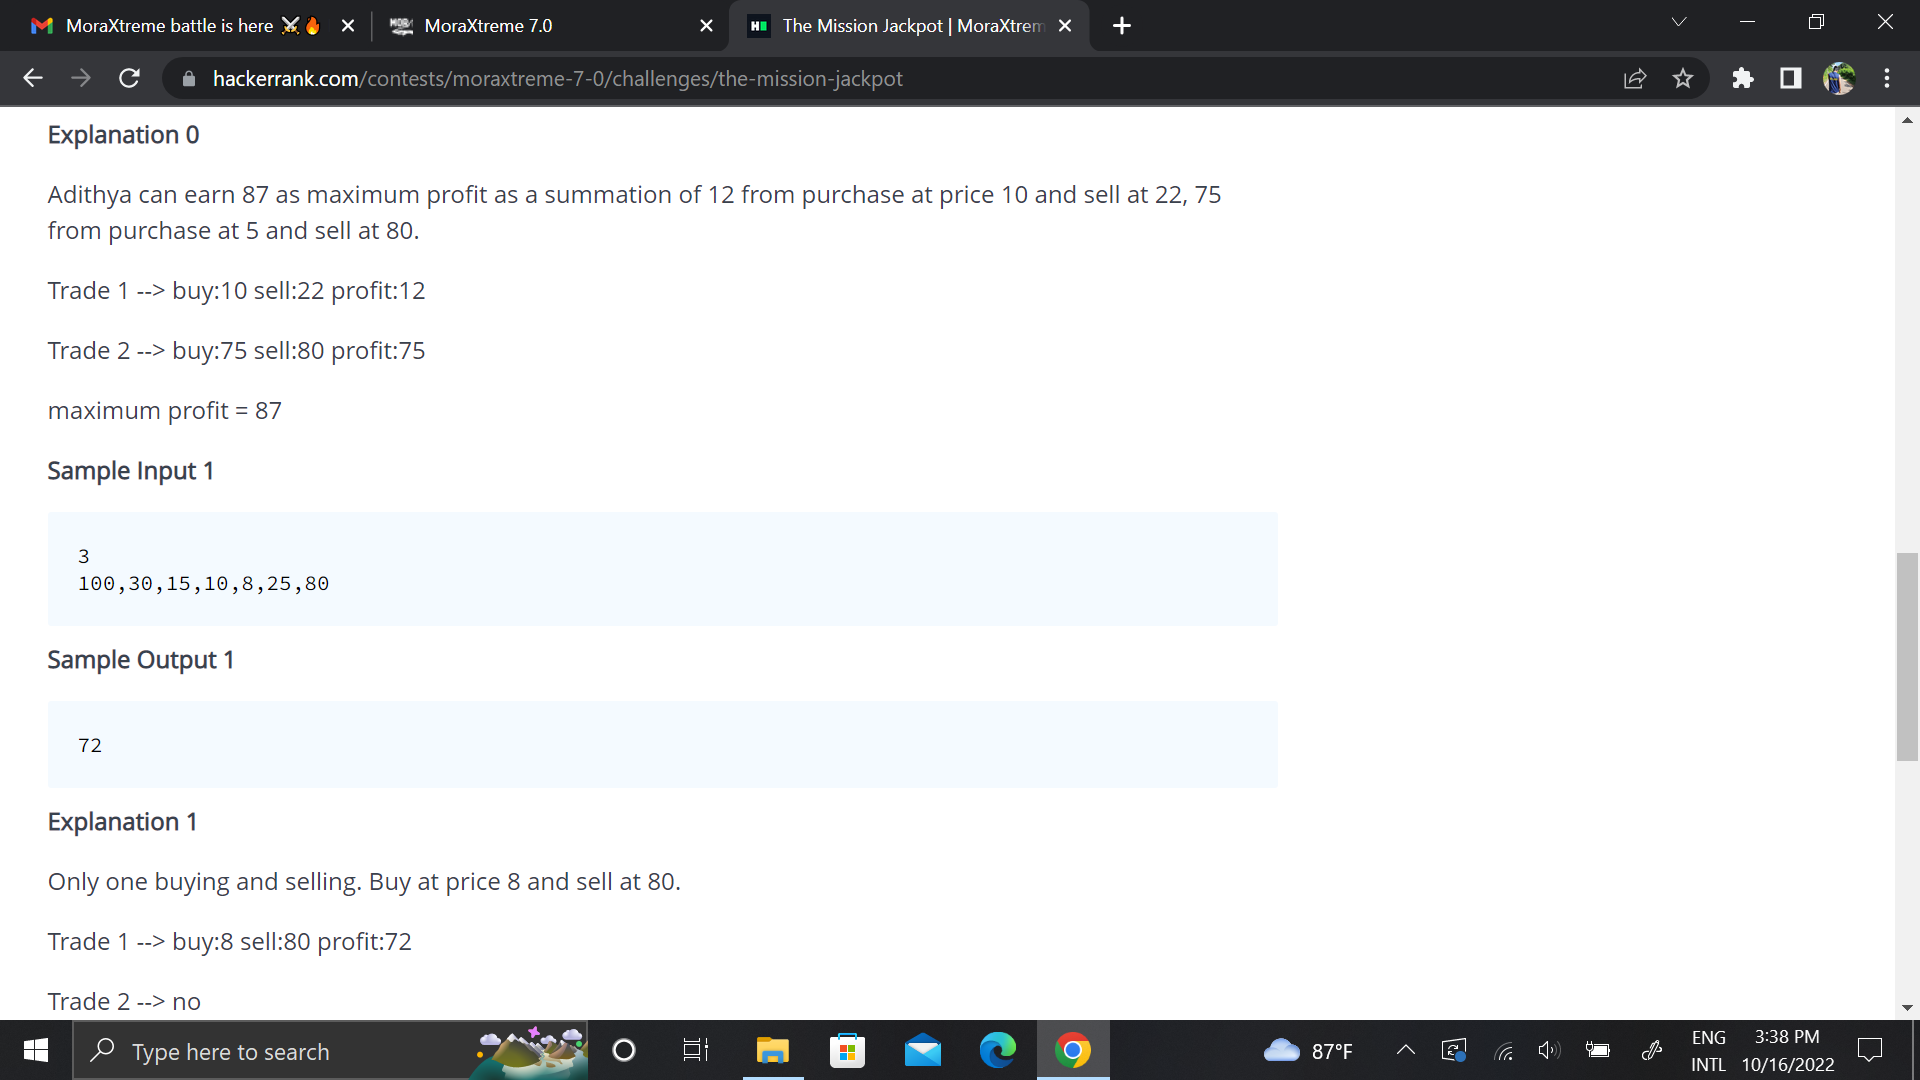 MoraXtreme battle is here ⚔🔥
MoraXtreme 7.0
The Mission Jackpot | MoraXtrem
hackerrank.com/contests/moraxtreme-7-0/challenges/the-mission-jackpot
Explanation 0
Adithya can earn 87 as maximum profit as a summation of 12 from purchase at price 10 and sell at 22, 75
from purchase at 5 and sell at 80.
Trade 1 --> buy:10 sell:22 profit:12
Trade 2 --> buy:75 sell:80 profit:75
maximum profit = 87
Sample Input 1
3
100,30,15,10,8,25,80
Sample Output 1
72
Explanation 1
Only one buying and selling. Buy at price 8 and sell at 80.
Trade 1 --> buy:8 sell:80 profit:72
Trade 2 --> no
Type here to search
87°F
ENG
INTL
3:38 PM
10/16/2022